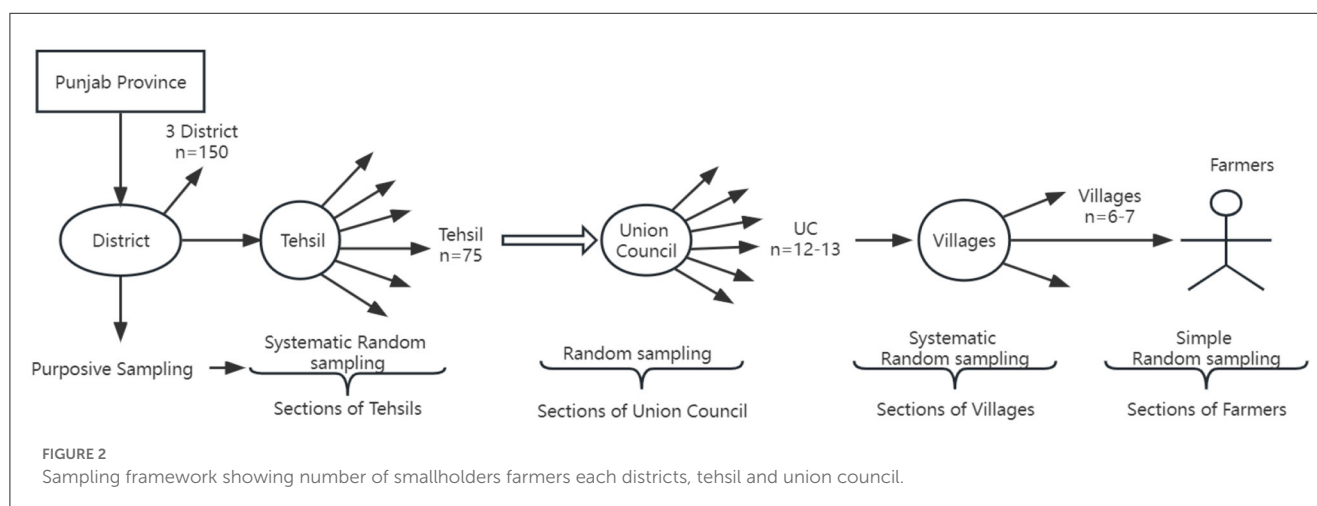 Punjab Province
3 District
n=150
District
Purposive Sampling
Tehsil
Tehsil
n=75
Systematic Random
sampling
Sections of Tehsils
Union
Council
UC
n=12-13
Random sampling
Sections of Union Council
Villages
Villages
n=6-7
Systematic
Random sampling
Sections of Villages
Farmers
Simple
Random sampling
Sections of Farmers
FIGURE 2
Sampling framework showing number of smallholders farmers each districts, tehsil and union council.